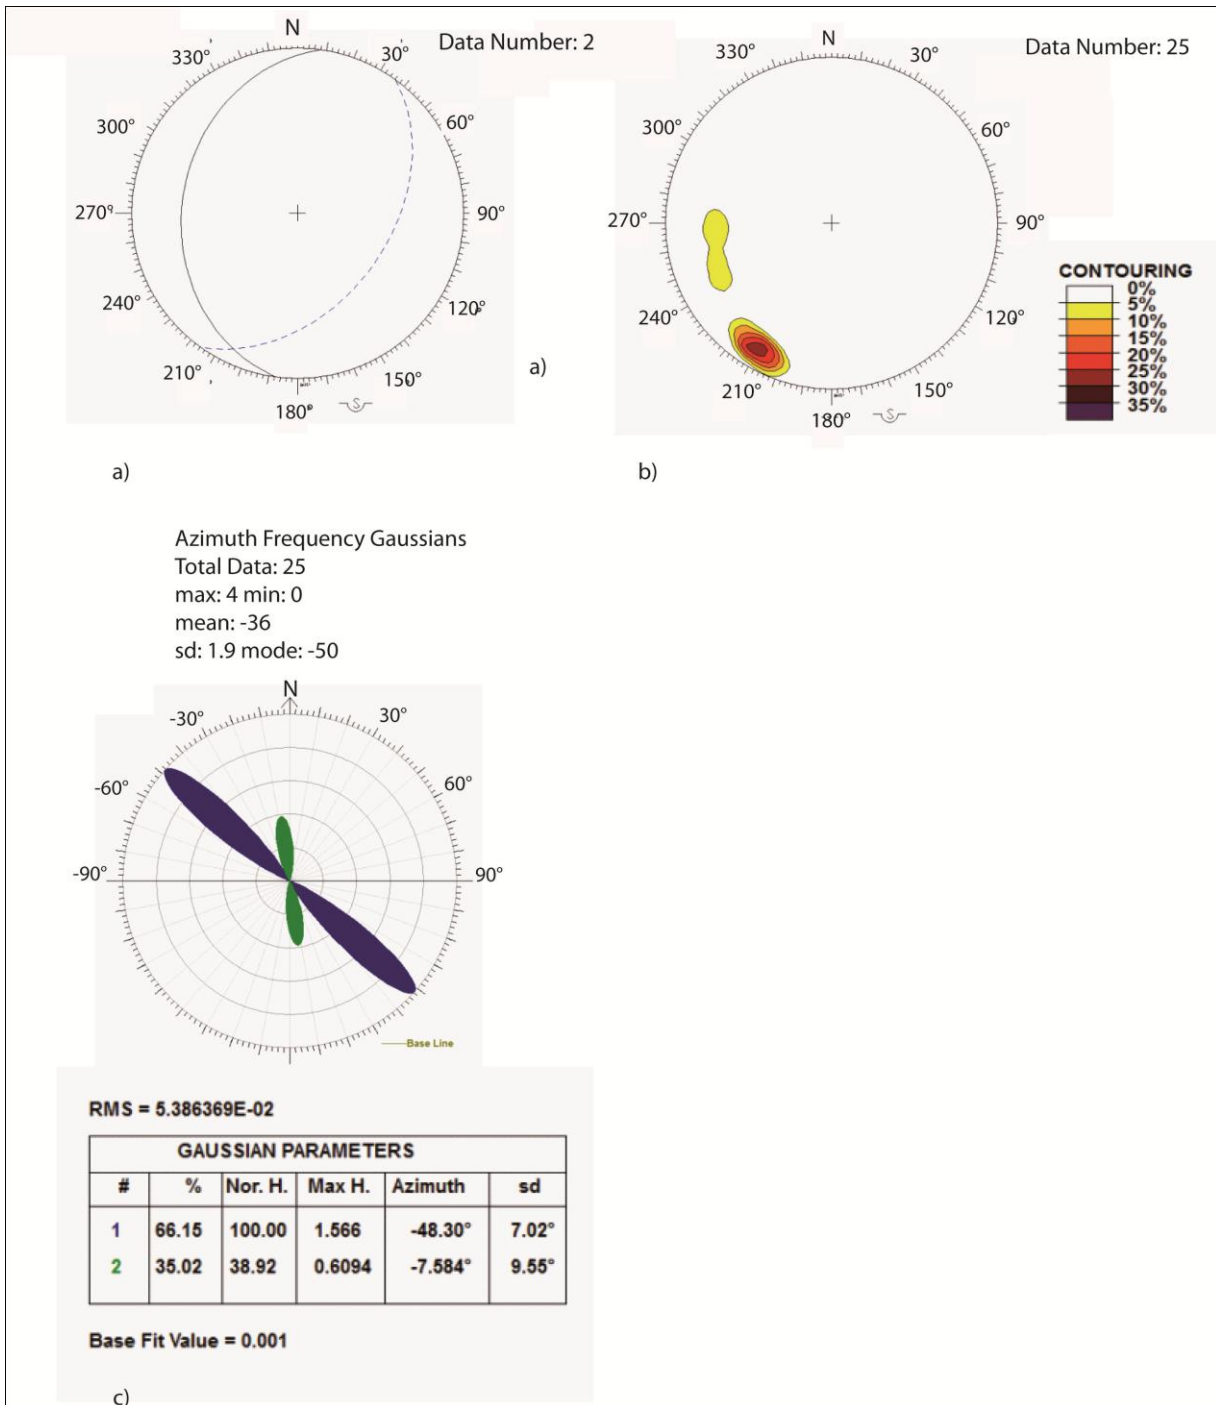 N
330°
30°
Data Number: 2
300°
60°
270°
90°
240°
120°
210°
150°
180°
S
a)
a)
N
330°
30°
Data Number: 25
300°
60°
270°
90°
240°
120°
210°
150°
180°
S
CONTOURING
0%
5%
10%
15%
20%
25%
30%
35%
b)
Azimuth Frequency Gaussians
Total Data: 25
max: 4 min: 0
mean: -36
sd: 1.9 mode: -50
N
-30°
30°
-60°
60°
-90°
90°
Base Line
RMS = 5.386369E-02
GAUSSIAN PARAMETERS
# % Nor. H. Max H. Azimuth sd
1 66.15 100.00 1.566 -48.30° 7.02°
2 35.02 38.92 0.6094 -7.584° 9.55°
Base Fit Value = 0.001
c)